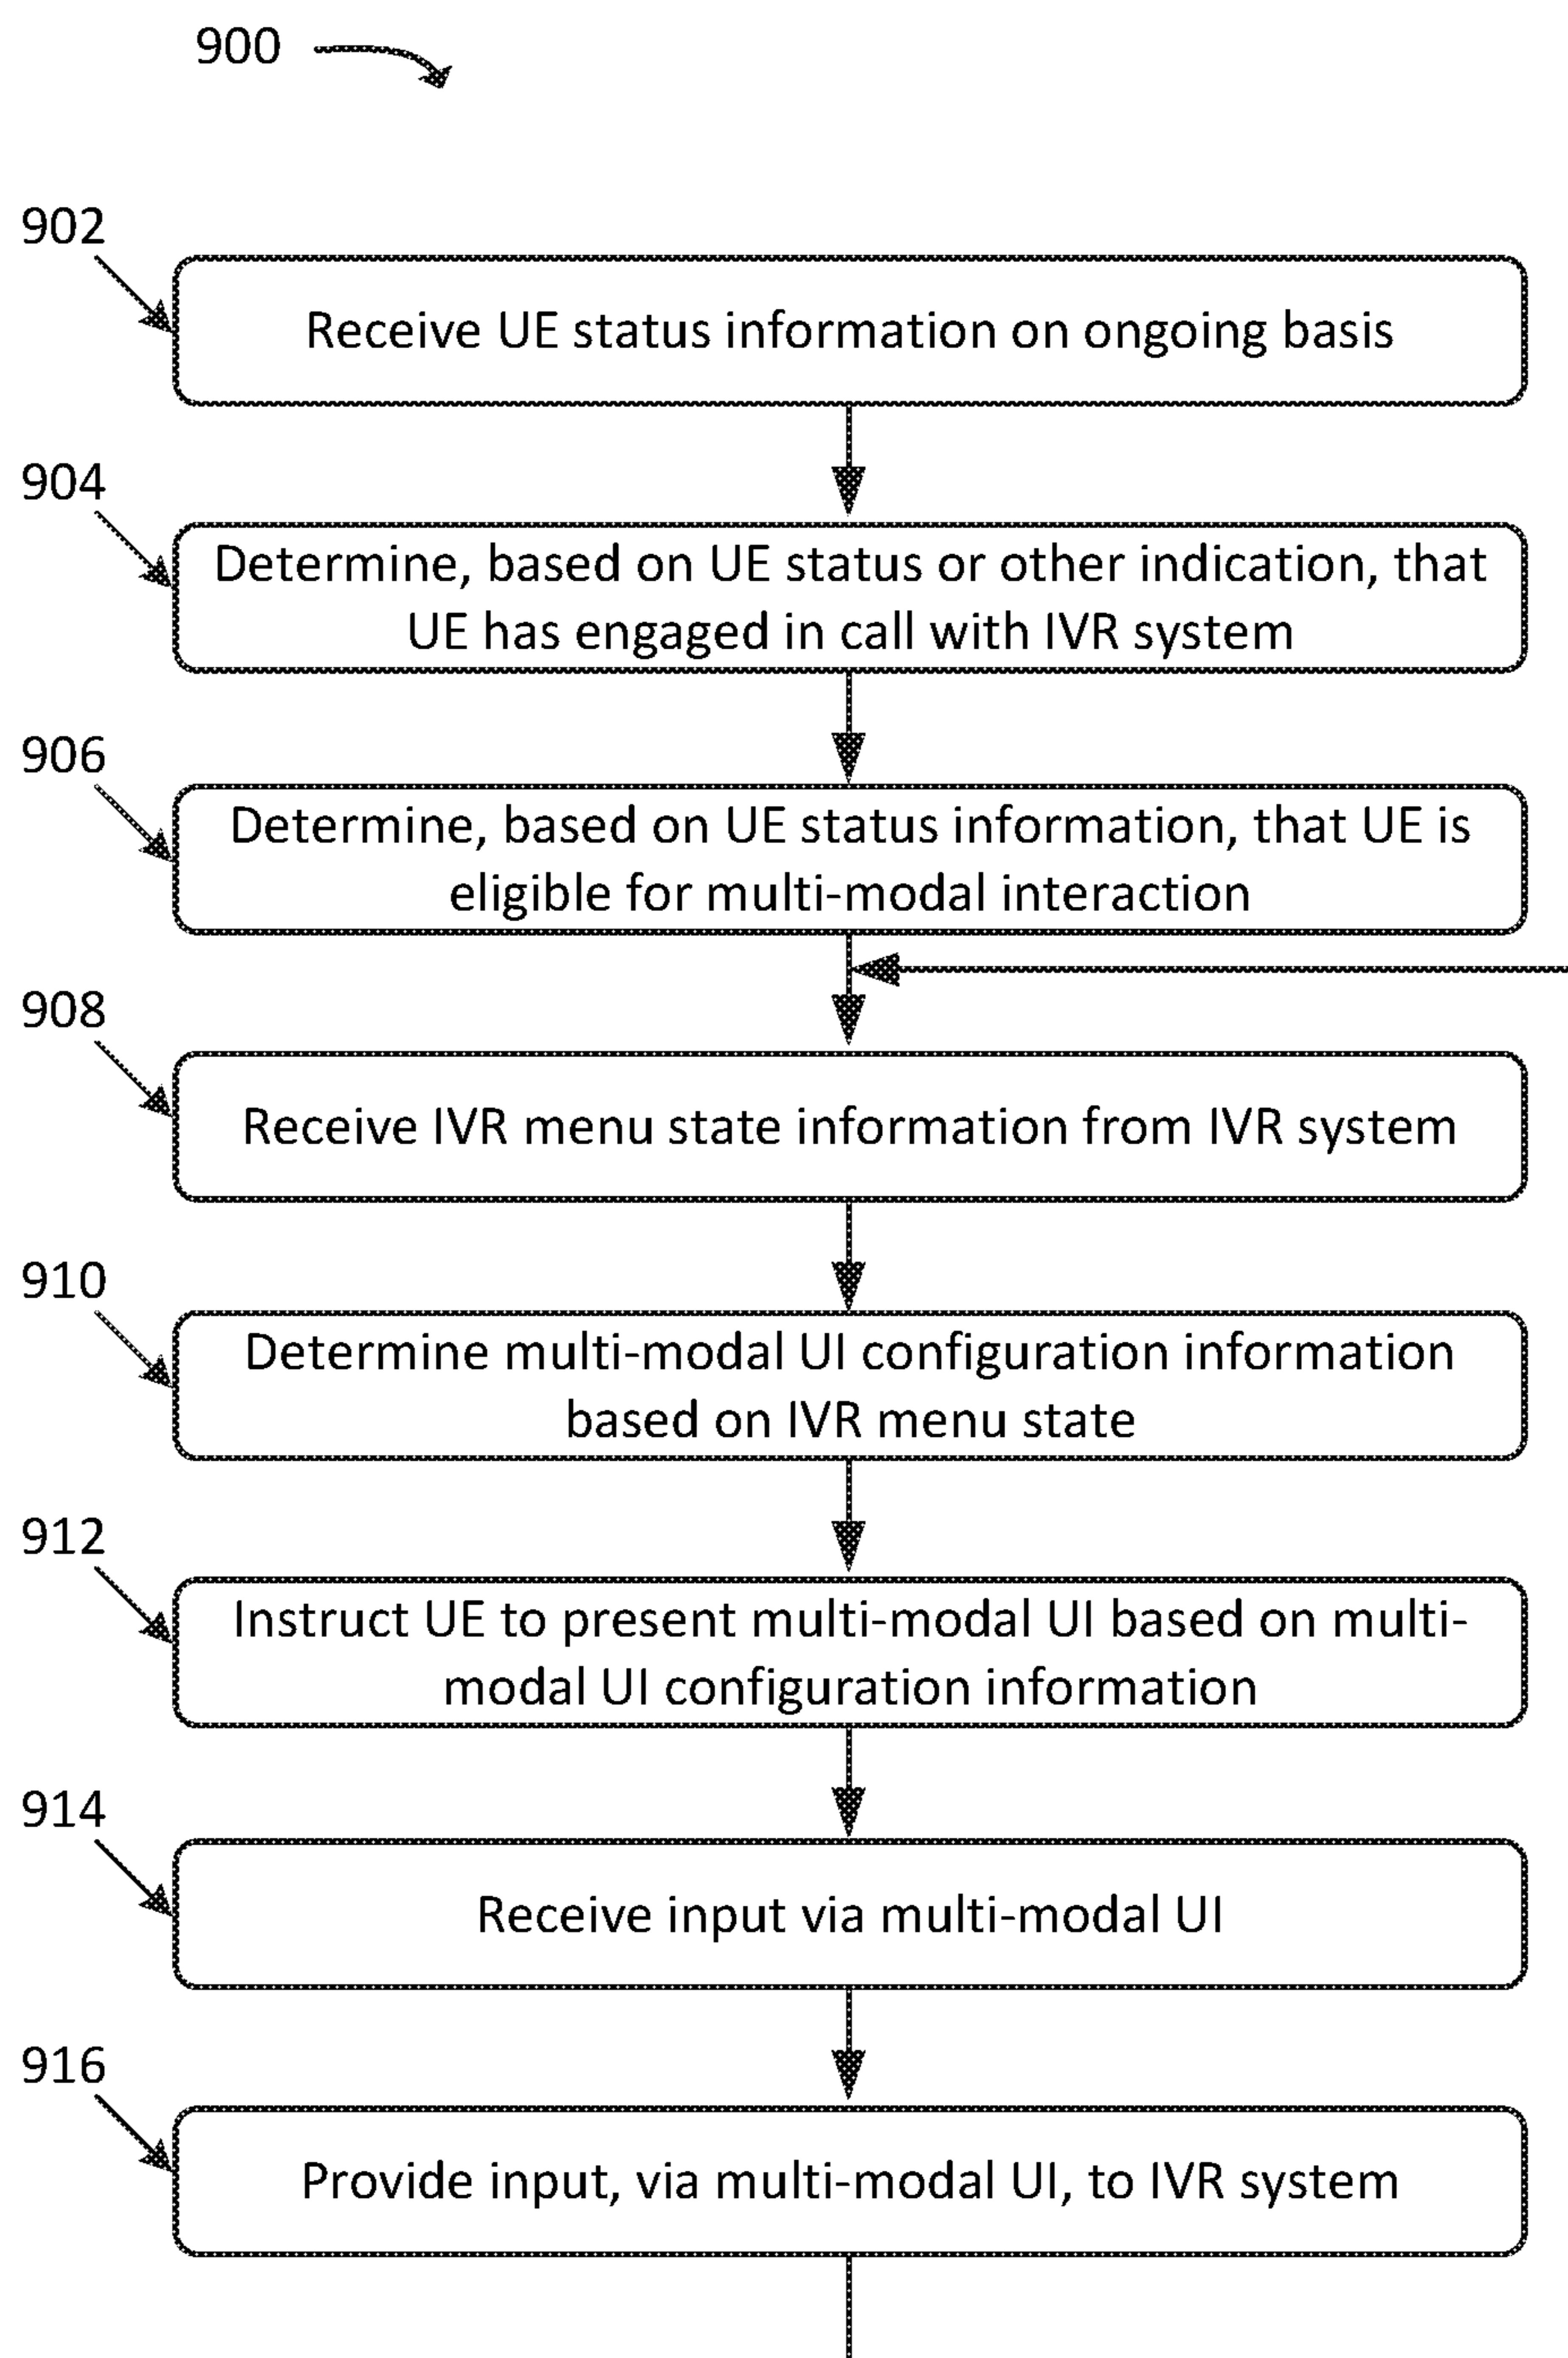 900
902
Receive UE status information on ongoing basis
904
Determine, based on UE status or other indication, that
UE has engaged in call with IVR system
906
Determine, based on UE status information, that UE is
eligible for multi-modal interaction
908
Receive IVR menu state information from IVR system
910
Determine multi-modal UI configuration information
based on IVR menu state
912
Instruct UE to present multi-modal UI based on multi-
modal UI configuration information
914
Receive input via multi-modal UI
916
Provide input, via multi-modal UI, to IVR system